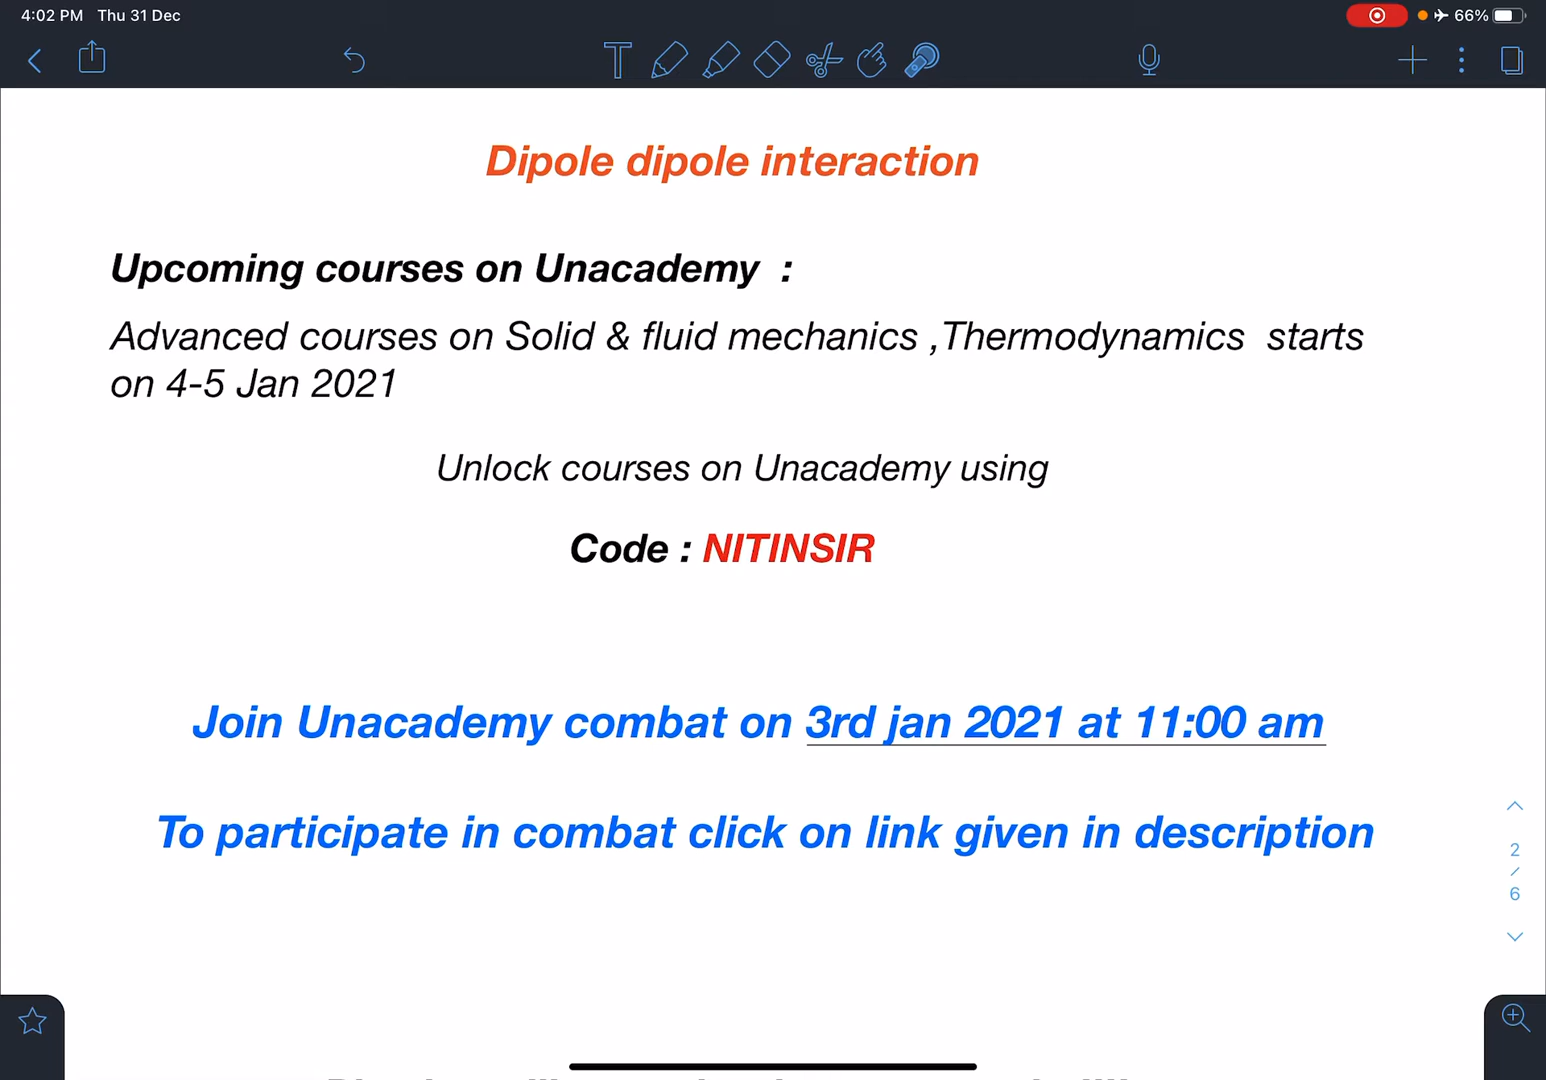 4:02 PM Thu 31 Dec
66%
Dipole dipole interaction
Upcoming courses on Unacademy :
Advanced courses on Solid & fluid mechanics ,Thermodynamics starts
on 4-5 Jan 2021
Unlock courses on Unacademy using
Code : NITINSIR
Join Unacademy combat on 3rd jan 2021 at 11:00 am
To participate in combat click on link given in description
2
/
6